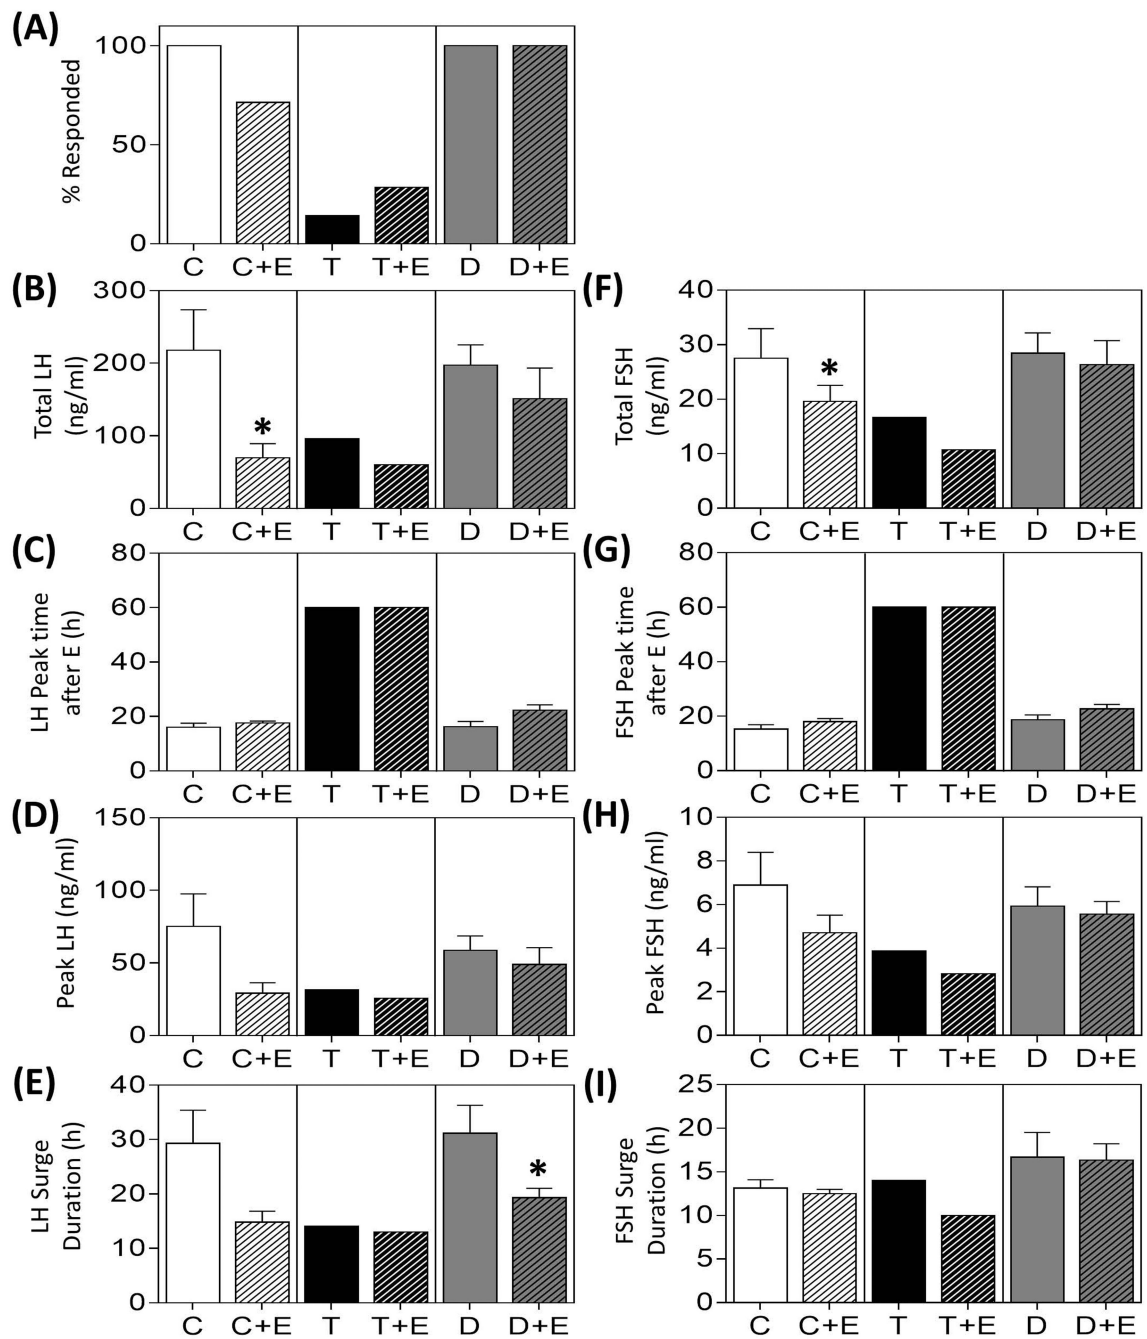 (A)
% Responded
100
50
0
C C+E T T+E D D+E
(B)
Total LH
(ng/ml)
300
200
100
0
*
C C+E T T+E D D+E
(F)
Total FSH
(ng/ml)
40
30
20
10
0
*
C C+E T T+E D D+E
(C)
LH Peak time
after E (h)
80
60
40
20
0
C C+E T T+E D D+E
(G)
FSH Peak time
after E (h)
80
60
40
20
0
C C+E T T+E D D+E
(D)
Peak LH (ng/ml)
150
100
50
0
C C+E T T+E D D+E
(H)
Peak FSH (ng/ml)
10
8
6
4
2
0
C C+E T T+E D D+E
(E)
LH Surge
Duration (h)
40
30
20
10
0
*
C C+E T T+E D D+E
(I)
FSH Surge
Duration (h)
25
20
15
10
5
0
C C+E T T+E D D+E